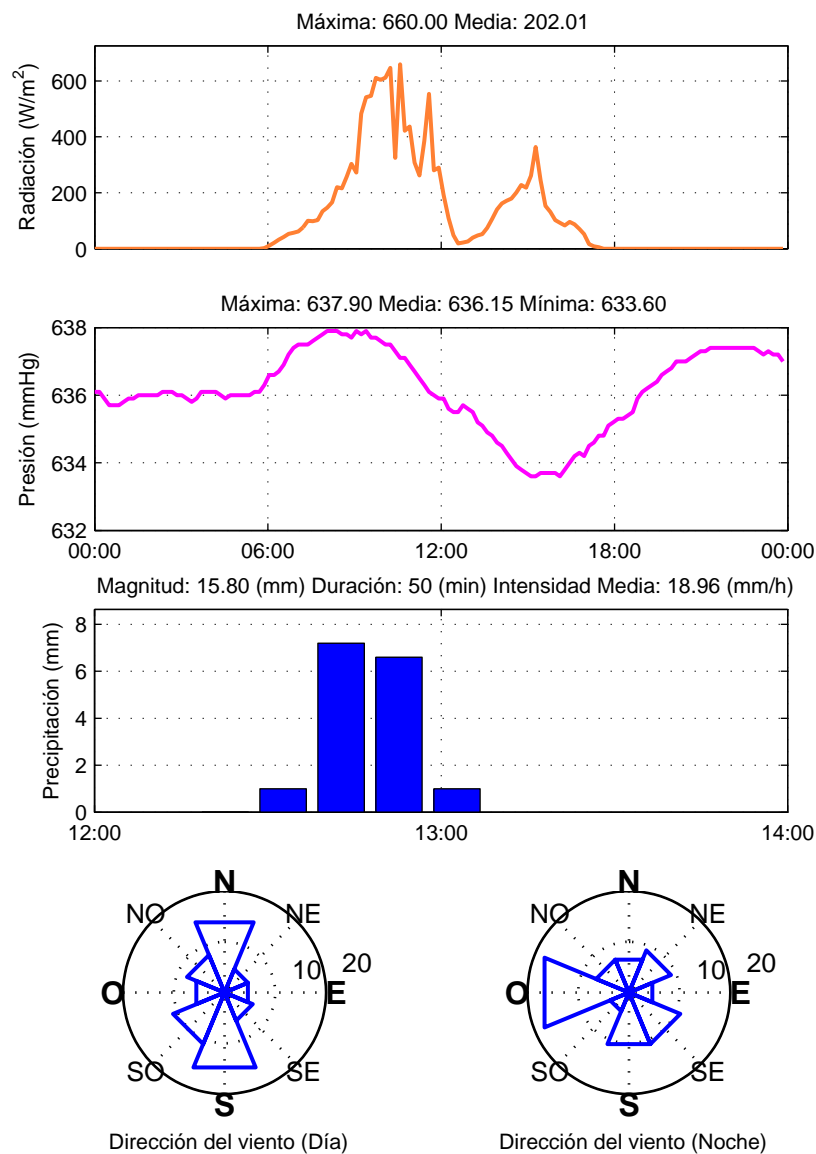 Máxima: 660.00 Media: 202.01
Radiación (W/m²)
600
400
200
0
Máxima: 637.90 Media: 636.15 Mínima: 633.60
Presión (mmHg)
638
636
634
632
00:00 06:00 12:00 18:00 00:00
Magnitud: 15.80 (mm) Duración: 50 (min) Intensidad Media: 18.96 (mm/h)
Precipitación (mm)
8
6
4
2
0
12:00 13:00 14:00
N
NO NE
10 20
O E
SO SE
S
Dirección del viento (Día)
N
NO NE
10 20
O E
SO SE
S
Dirección del viento (Noche)